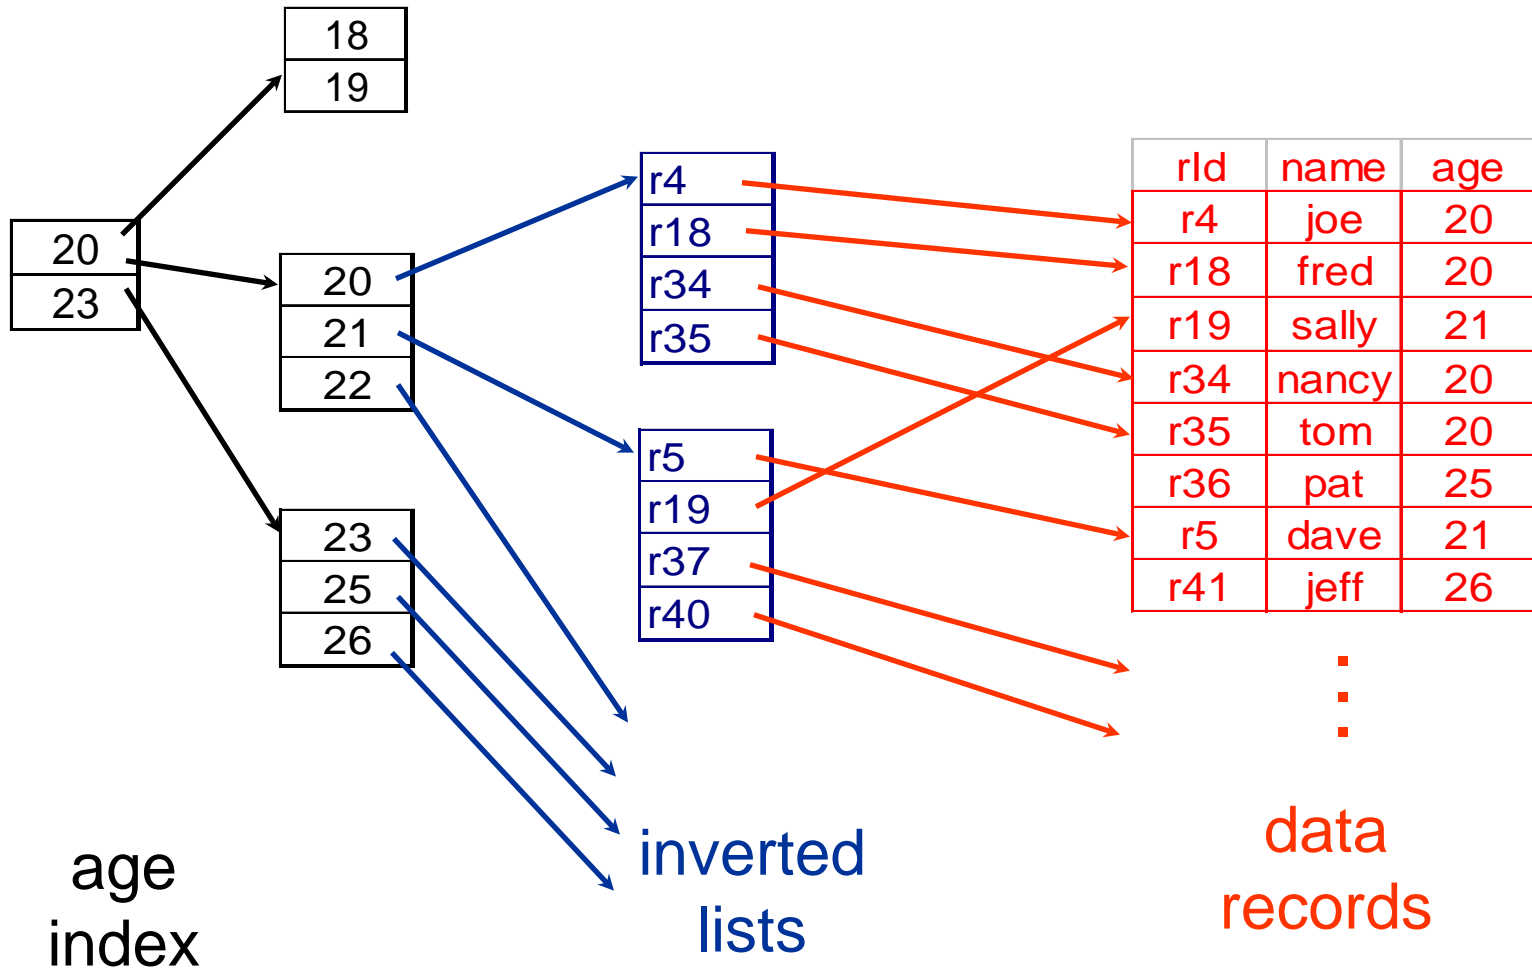 18
19
20
23
20
21
22
23
25
26
age
index
r4
r18
r34
r35
r5
r19
r37
r40
inverted
lists
rId name age
r4 joe 20
r18 fred 20
r19 sally 21
r34 nancy 20
r35 tom 20
r36 pat 25
r5 dave 21
r41 jeff 26
data
records